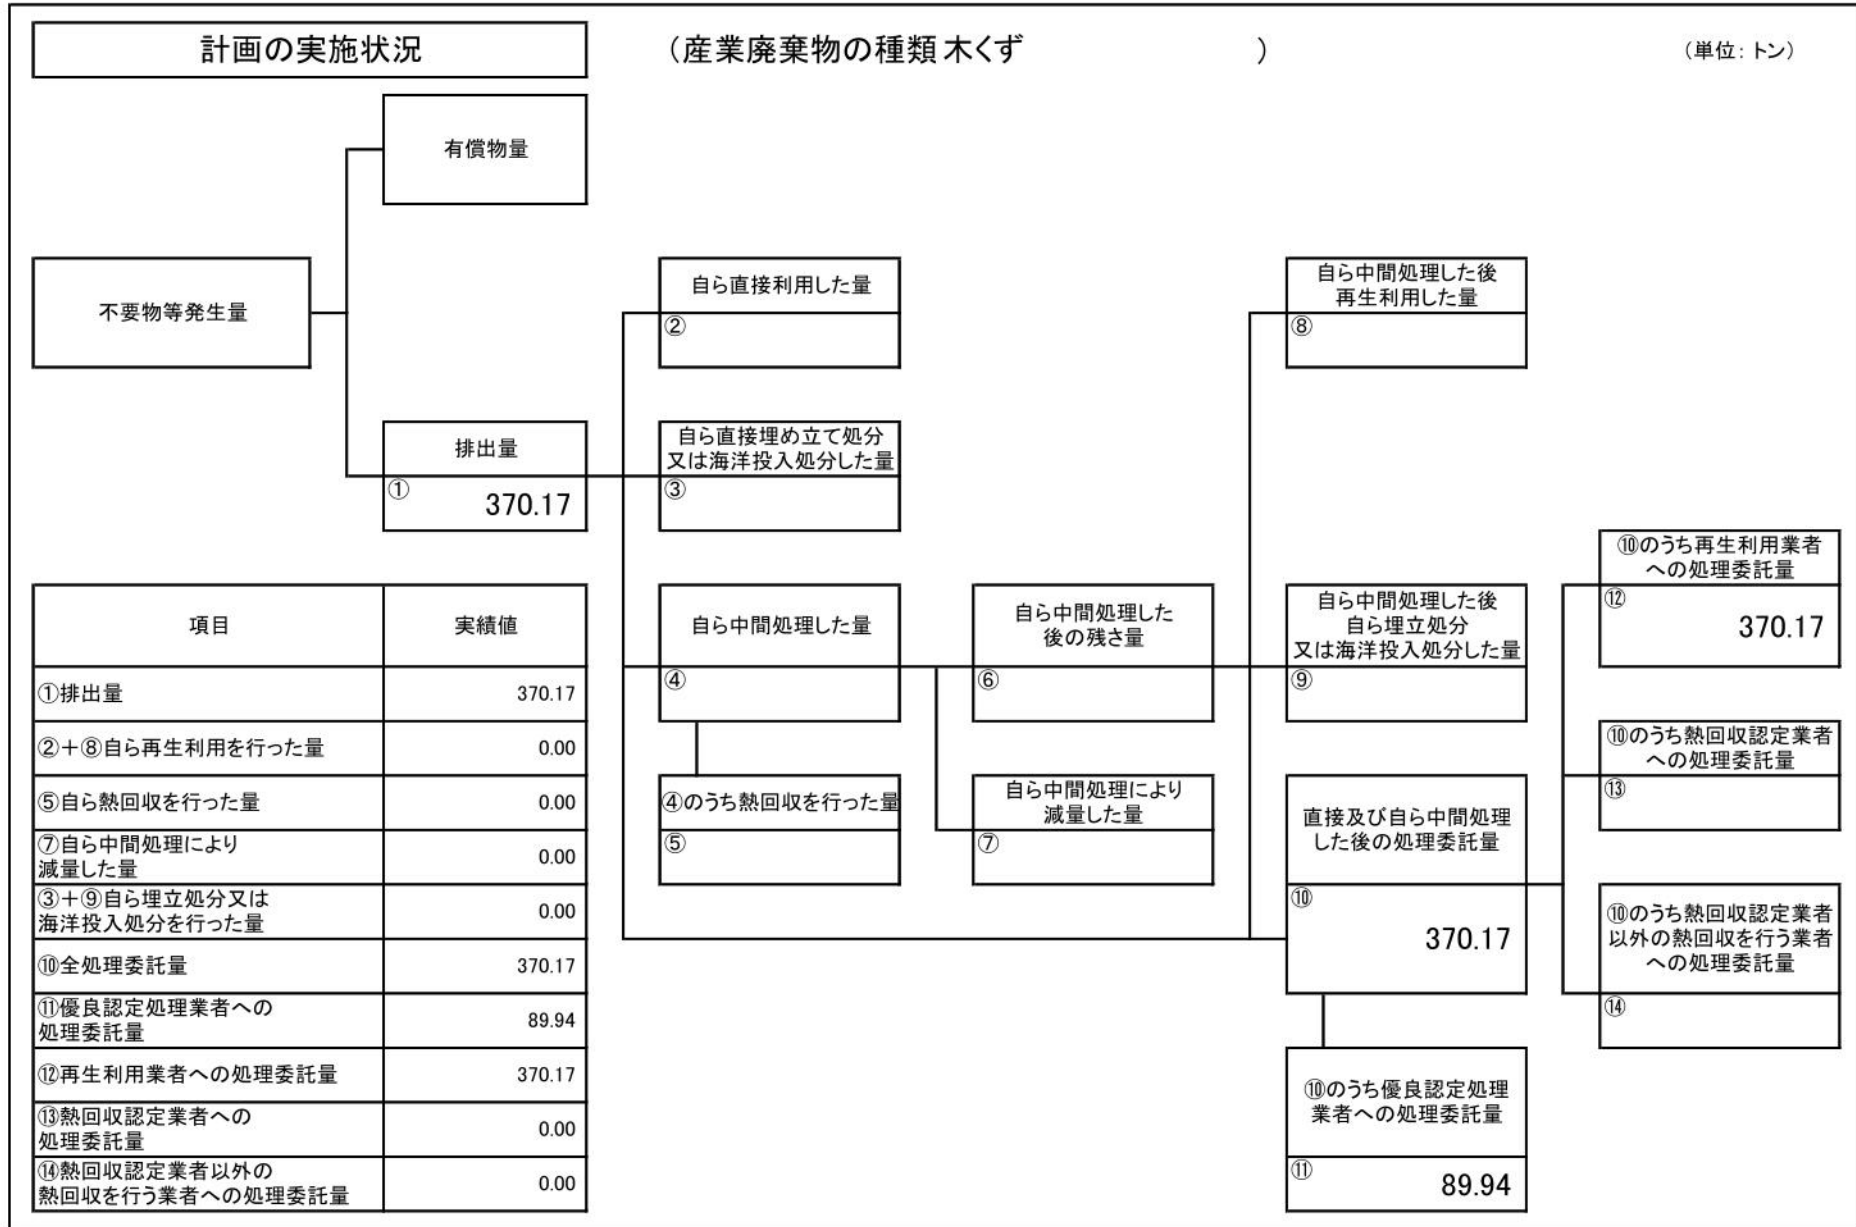 計画の実施状況
（産業廃棄物の種類 木くず　　　　　　　　）
（単位：トン）
有償物量
不要物等発生量
自ら直接利用した量
②
自ら中間処理した後
再生利用した量
⑧
排出量
①
370.17
自ら直接埋め立て処分
又は海洋投入処分した量
③
⑩のうち再生利用業者
への処理委託量
⑫
370.17
自ら中間処理した量
④
自ら中間処理した
後の残さ量
⑥
自ら中間処理した後
自ら埋立処分
又は海洋投入処分した量
⑨
⑩のうち熱回収認定業者
への処理委託量
⑬
④のうち熱回収を行った量
⑤
自ら中間処理により
減量した量
⑦
直接及び自ら中間処理
した後の処理委託量
⑩
370.17
⑩のうち熱回収認定業者
以外の熱回収を行う業者
への処理委託量
⑭
⑩のうち優良認定処理
業者への処理委託量
⑪
89.94
項目 実績値
①排出量 370.17
②＋⑧自ら再生利用を行った量 0.00
⑤自ら熱回収を行った量 0.00
⑦自ら中間処理により
減量した量 0.00
③＋⑨自ら埋立処分又は
海洋投入処分を行った量 0.00
⑩全処理委託量 370.17
⑪優良認定処理業者への
処理委託量 89.94
⑫再生利用業者への処理委託量 370.17
⑬熱回収認定業者への
処理委託量 0.00
⑭熱回収認定業者以外の
熱回収を行う業者への処理委託量 0.00